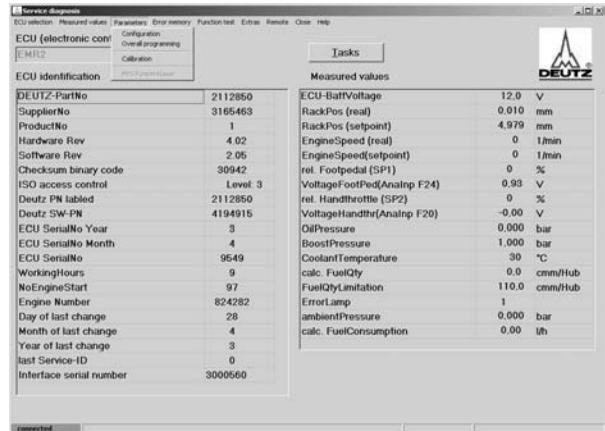 Service diagnosis
ECU selection Measured values Parameters Error memory Function test Extras Remote Close Help
Configuration
Overall programming
Calibration
ECU (electronic cont
EMR2
Tasks
DEUTZ
ECU identification
Measured values
DEUTZ-PartNo 2112850
SupplierNo 3165463
ProductNo 1
Hardware Rev 4.02
Software Rev 2.05
Checksum binary code 30942
ISO access control Level: 3
Deutz PN labled 2112850
Deutz SW-PN 4194915
ECU SerialNo Year 3
ECU SerialNo Month 4
ECU SerialNo 9549
WorkingHours 9
NoEngineStart 97
Engine Number 824282
Day of last change 28
Month of last change 4
Year of last change 3
last Service-ID 0
Interface serial number 3000560
ECU-BattVoltage 12,0 V
RackPos (real) 0,010 mm
RackPos (setpoint) 4,979 mm
EngineSpeed (real) 0 1/min
EngineSpeed(setpoint) 0 1/min
rel. Footpedal (SP1) 0 %
VoltageFootPed(AnaInp F24) 0,93 V
rel. Handthrottle (SP2) 0 %
VoltageHandthr(AnaInp F20) -0,00 V
OilPressure 0,000 bar
BoostPressure 1,000 bar
CoolantTemperature 30 °C
calc. FuelQty 0,0 cmm/Hub
FuelQtyLimitation 110,0 cmm/Hub
ErrorLamp 1
ambientPressure 0,000 bar
calc. FuelConsumption 0,00 l/h
connected